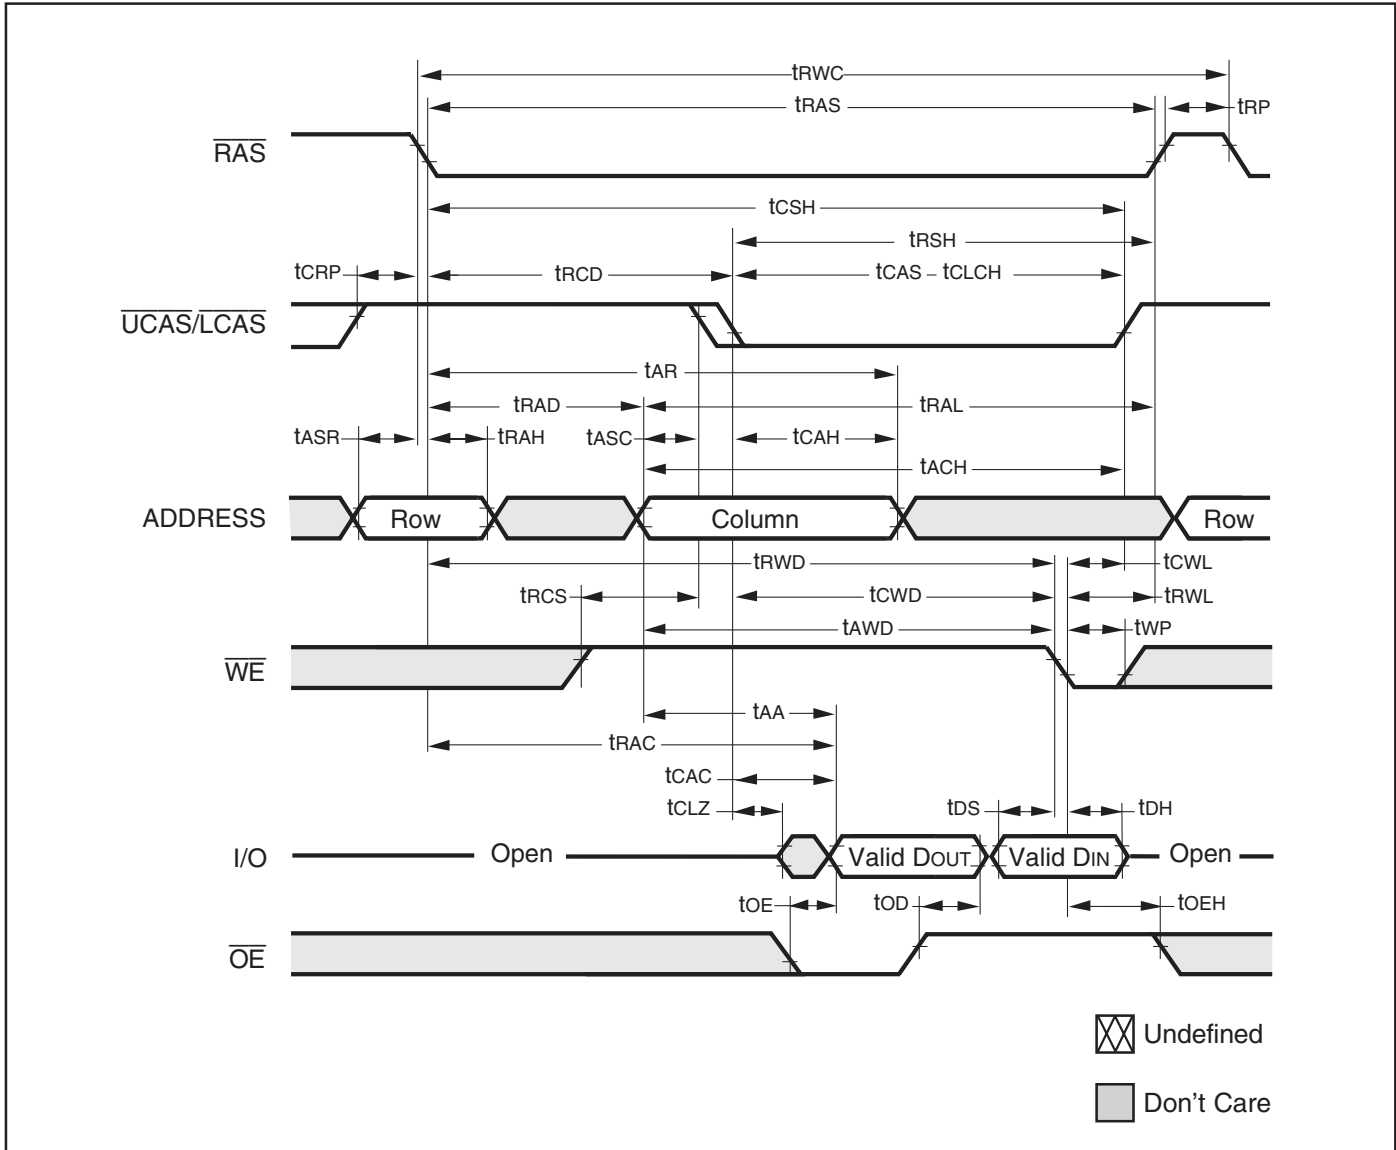 tRWC
tRAS
tRP
RAS
tCSH
tRSH
tCRP
tRCD
tCAS – tCLCH
UCAS/LCAS
tAR
tRAD
tRAL
tASR
tRAH
tASC
tCAH
tACH
ADDRESS
Row
Column
Row
tRWD
tCWL
tRCS
tCWD
tRWL
tAWD
tWP
WE
tAA
tRAC
tCAC
tCLZ
tDS
tDH
I/O
Open
Valid DOUT
Valid DIN
Open
tOE
tOD
tOEH
OE
Undefined
Don't Care